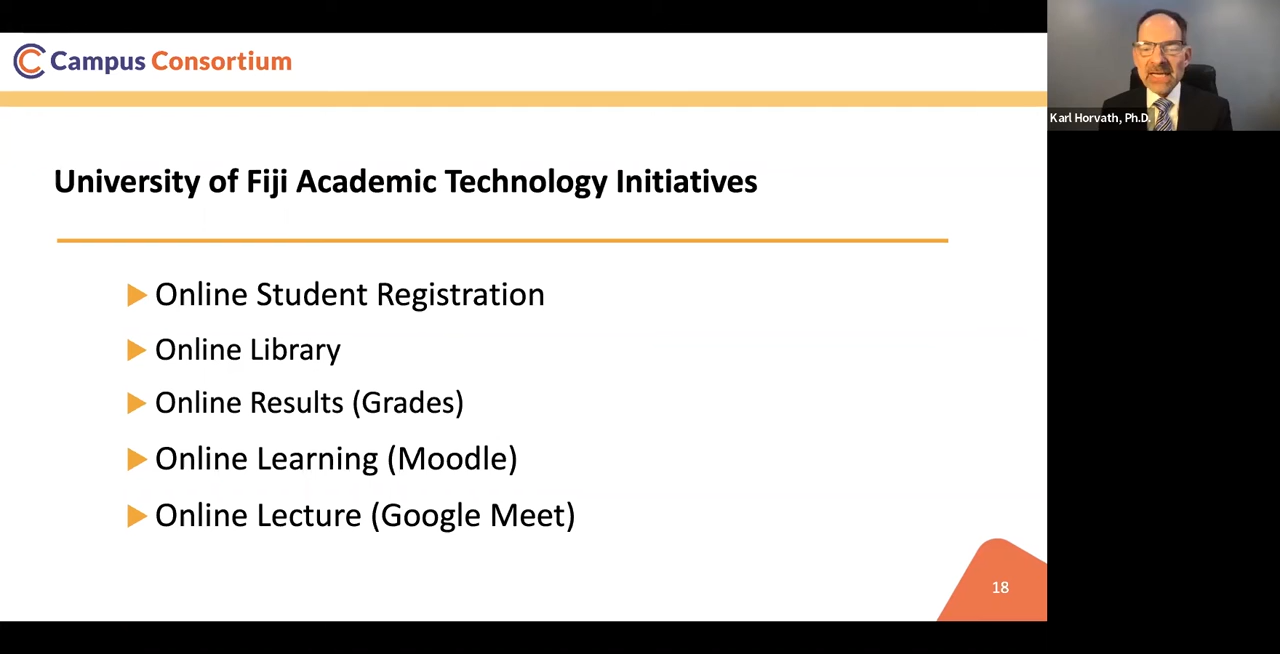 Campus Consortium
Karl Horvath, Ph.D.
University of Fiji Academic Technology Initiatives
Online Student Registration
Online Library
Online Results (Grades)
Online Learning (Moodle)
Online Lecture (Google Meet)
18